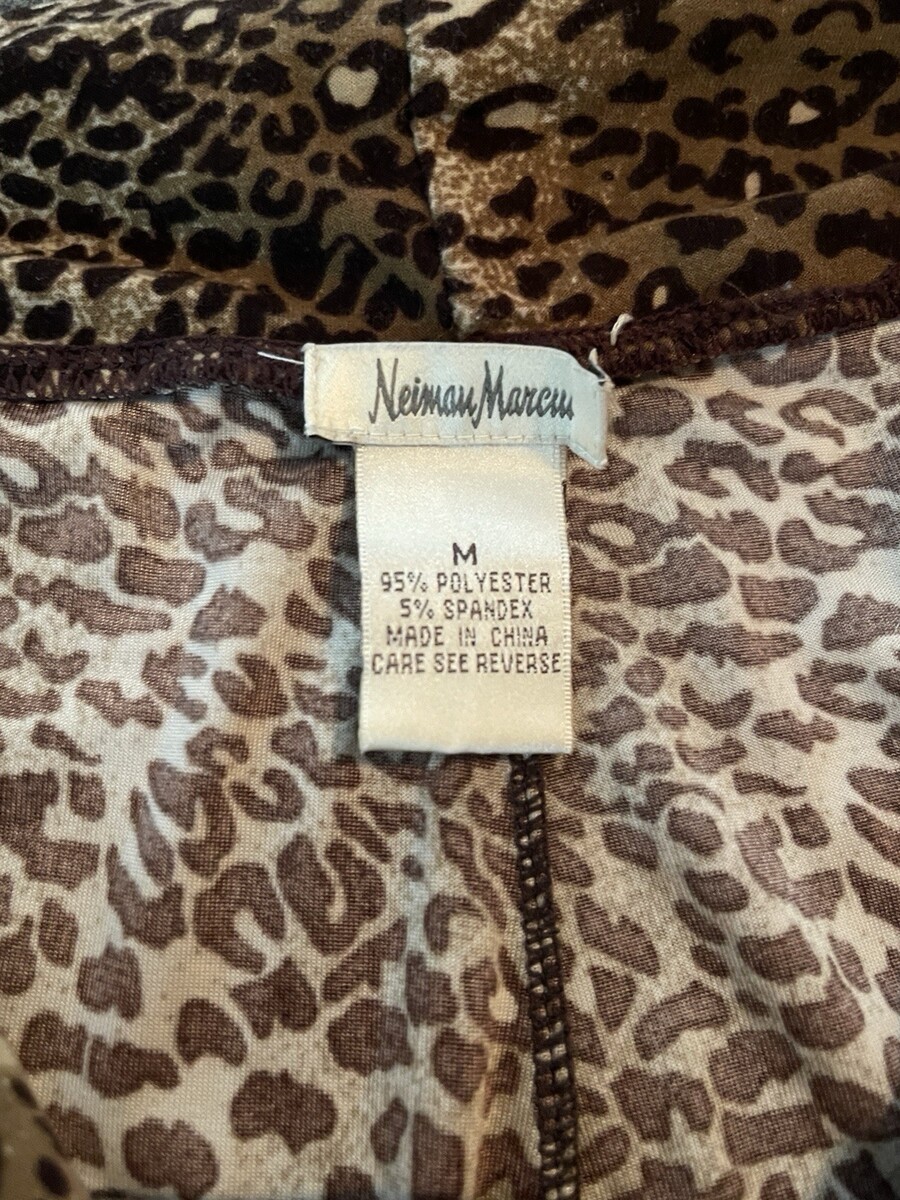 Neiman Marcus
M
95% POLYESTER
5% SPANDEX
MADE IN CHINA
CARE SEE REVERSE